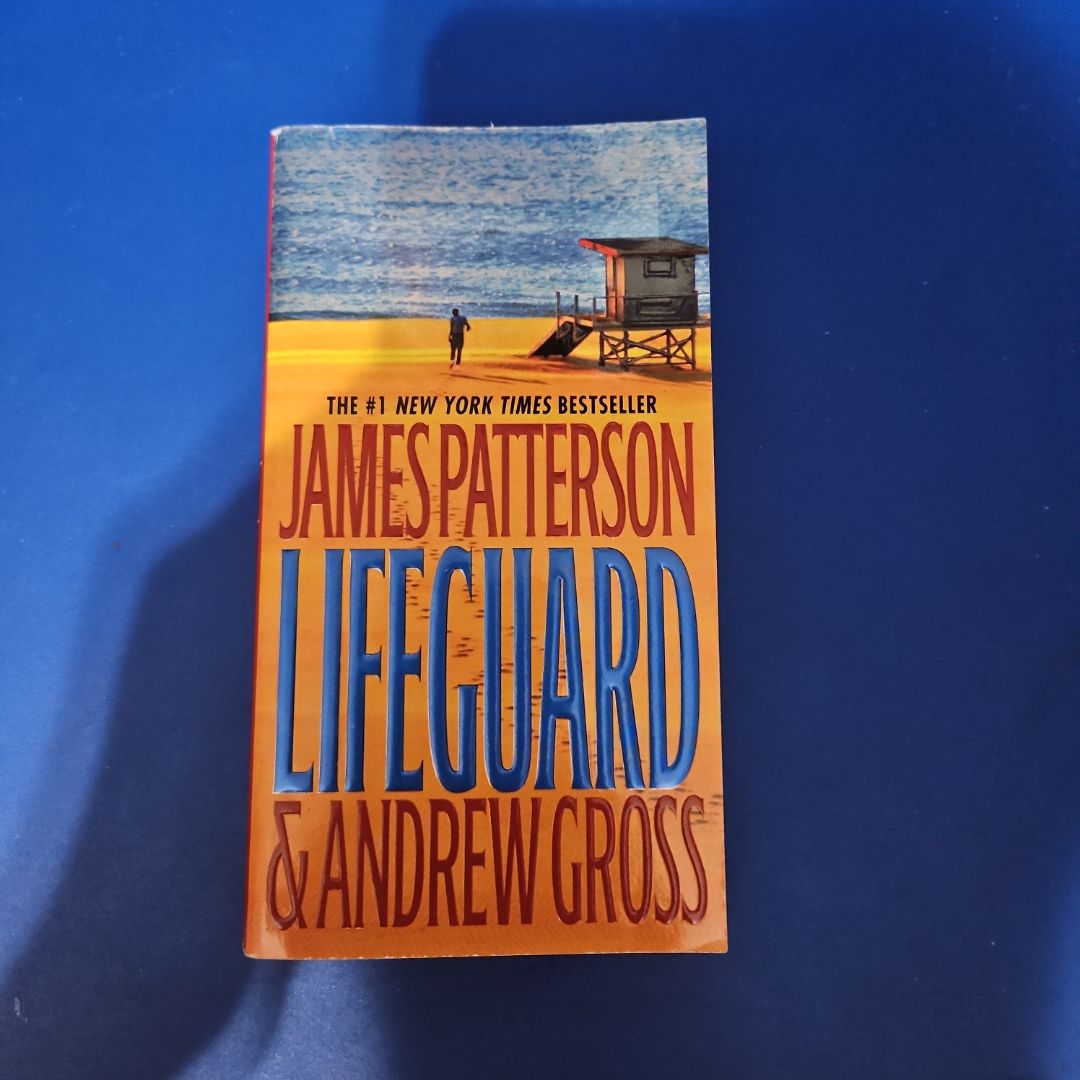 THE #1 NEW YORK TIMES BESTSELLER
JAMES PATTERSON
LIFEGUARD
& ANDREW GROSS